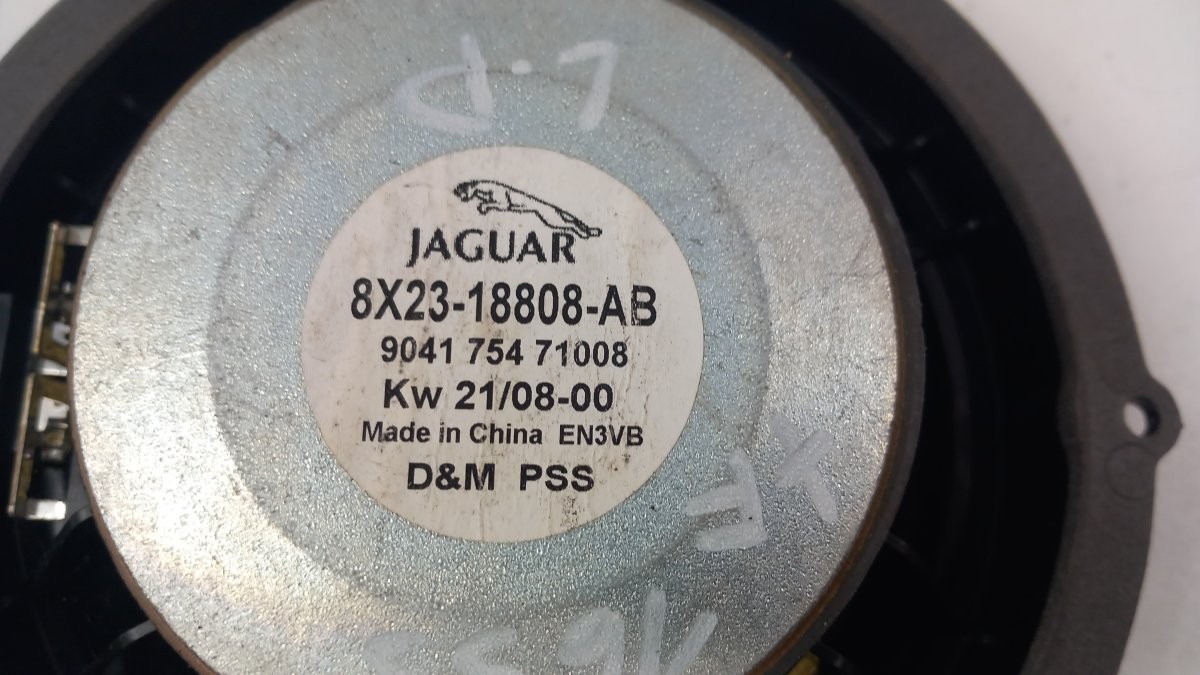 JAGUAR
8X23-18808-AB
9041 754 71008
Kw 21/08-00
Made in China EN3VB
D&M PSS